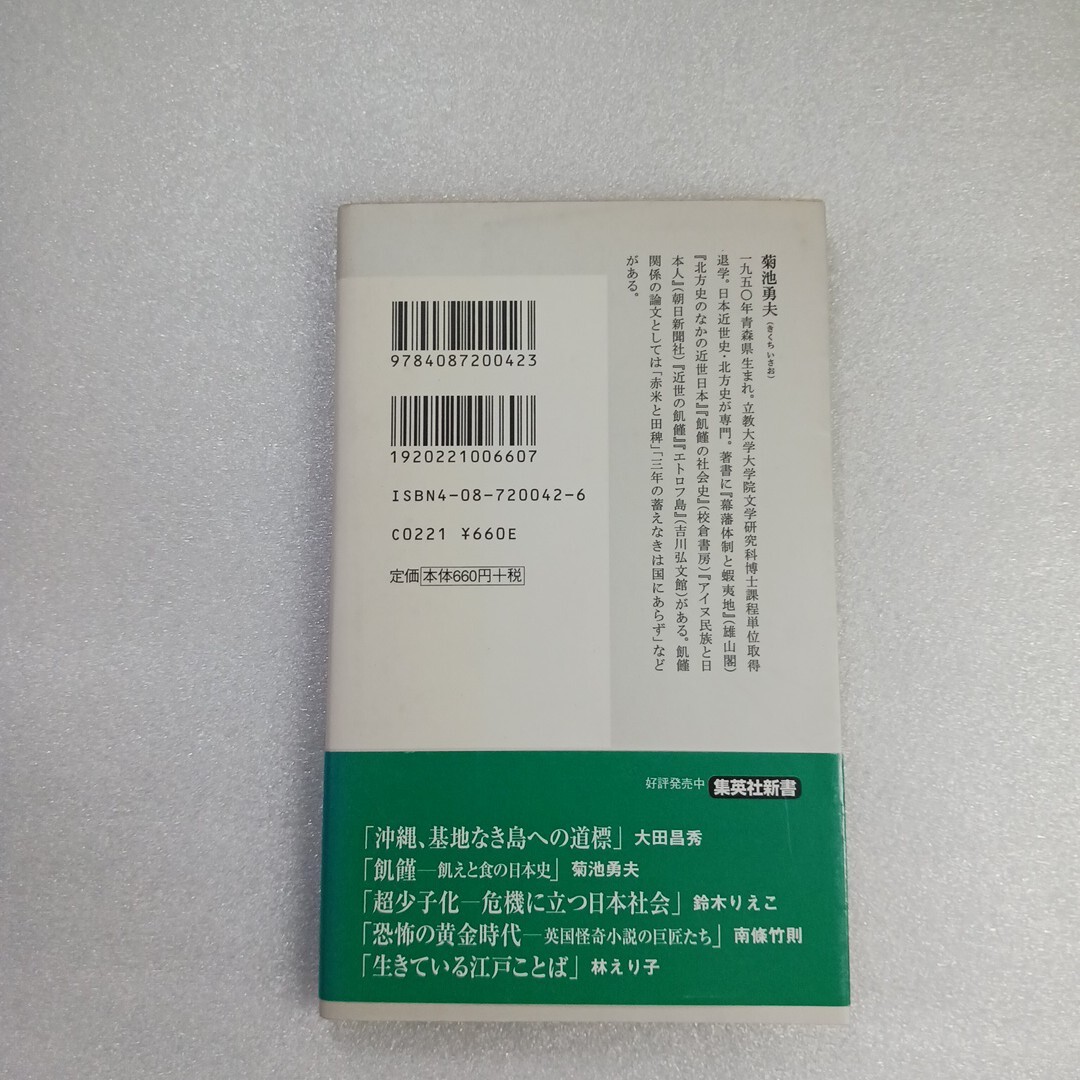 菊池勇夫(きくち いさお)
一九五〇年青森県生まれ。立教大学大学院文学研究科博士課程単位取得
退学。日本近世史・北方史が専門。著書に『幕藩体制と蝦夷地』(雄山閣)
『北方史のなかの近世日本』『飢饉の社会史』(校倉書房)『アイヌ民族と日
本人』(朝日新聞社)『近世の飢饉』『エトロフ島』(吉川弘文館)がある。飢饉
関係の論文としては「赤米と田稗」「三年の蓄えなきは国にあらず」など
がある。
9784087200423
1920221006607
ISBN4-08-720042-6
C0221 ¥660E
定価 本体660円+税
好評発売中 集英社新書
「沖縄、基地なき島への道標」 大田昌秀
「飢饉―飢えと食の日本史」 菊池勇夫
「超少子化―危機に立つ日本社会」 鈴木りえこ
「恐怖の黄金時代―英国怪奇小説の巨匠たち」 南條竹則
「生きている江戸ことば」 林えり子